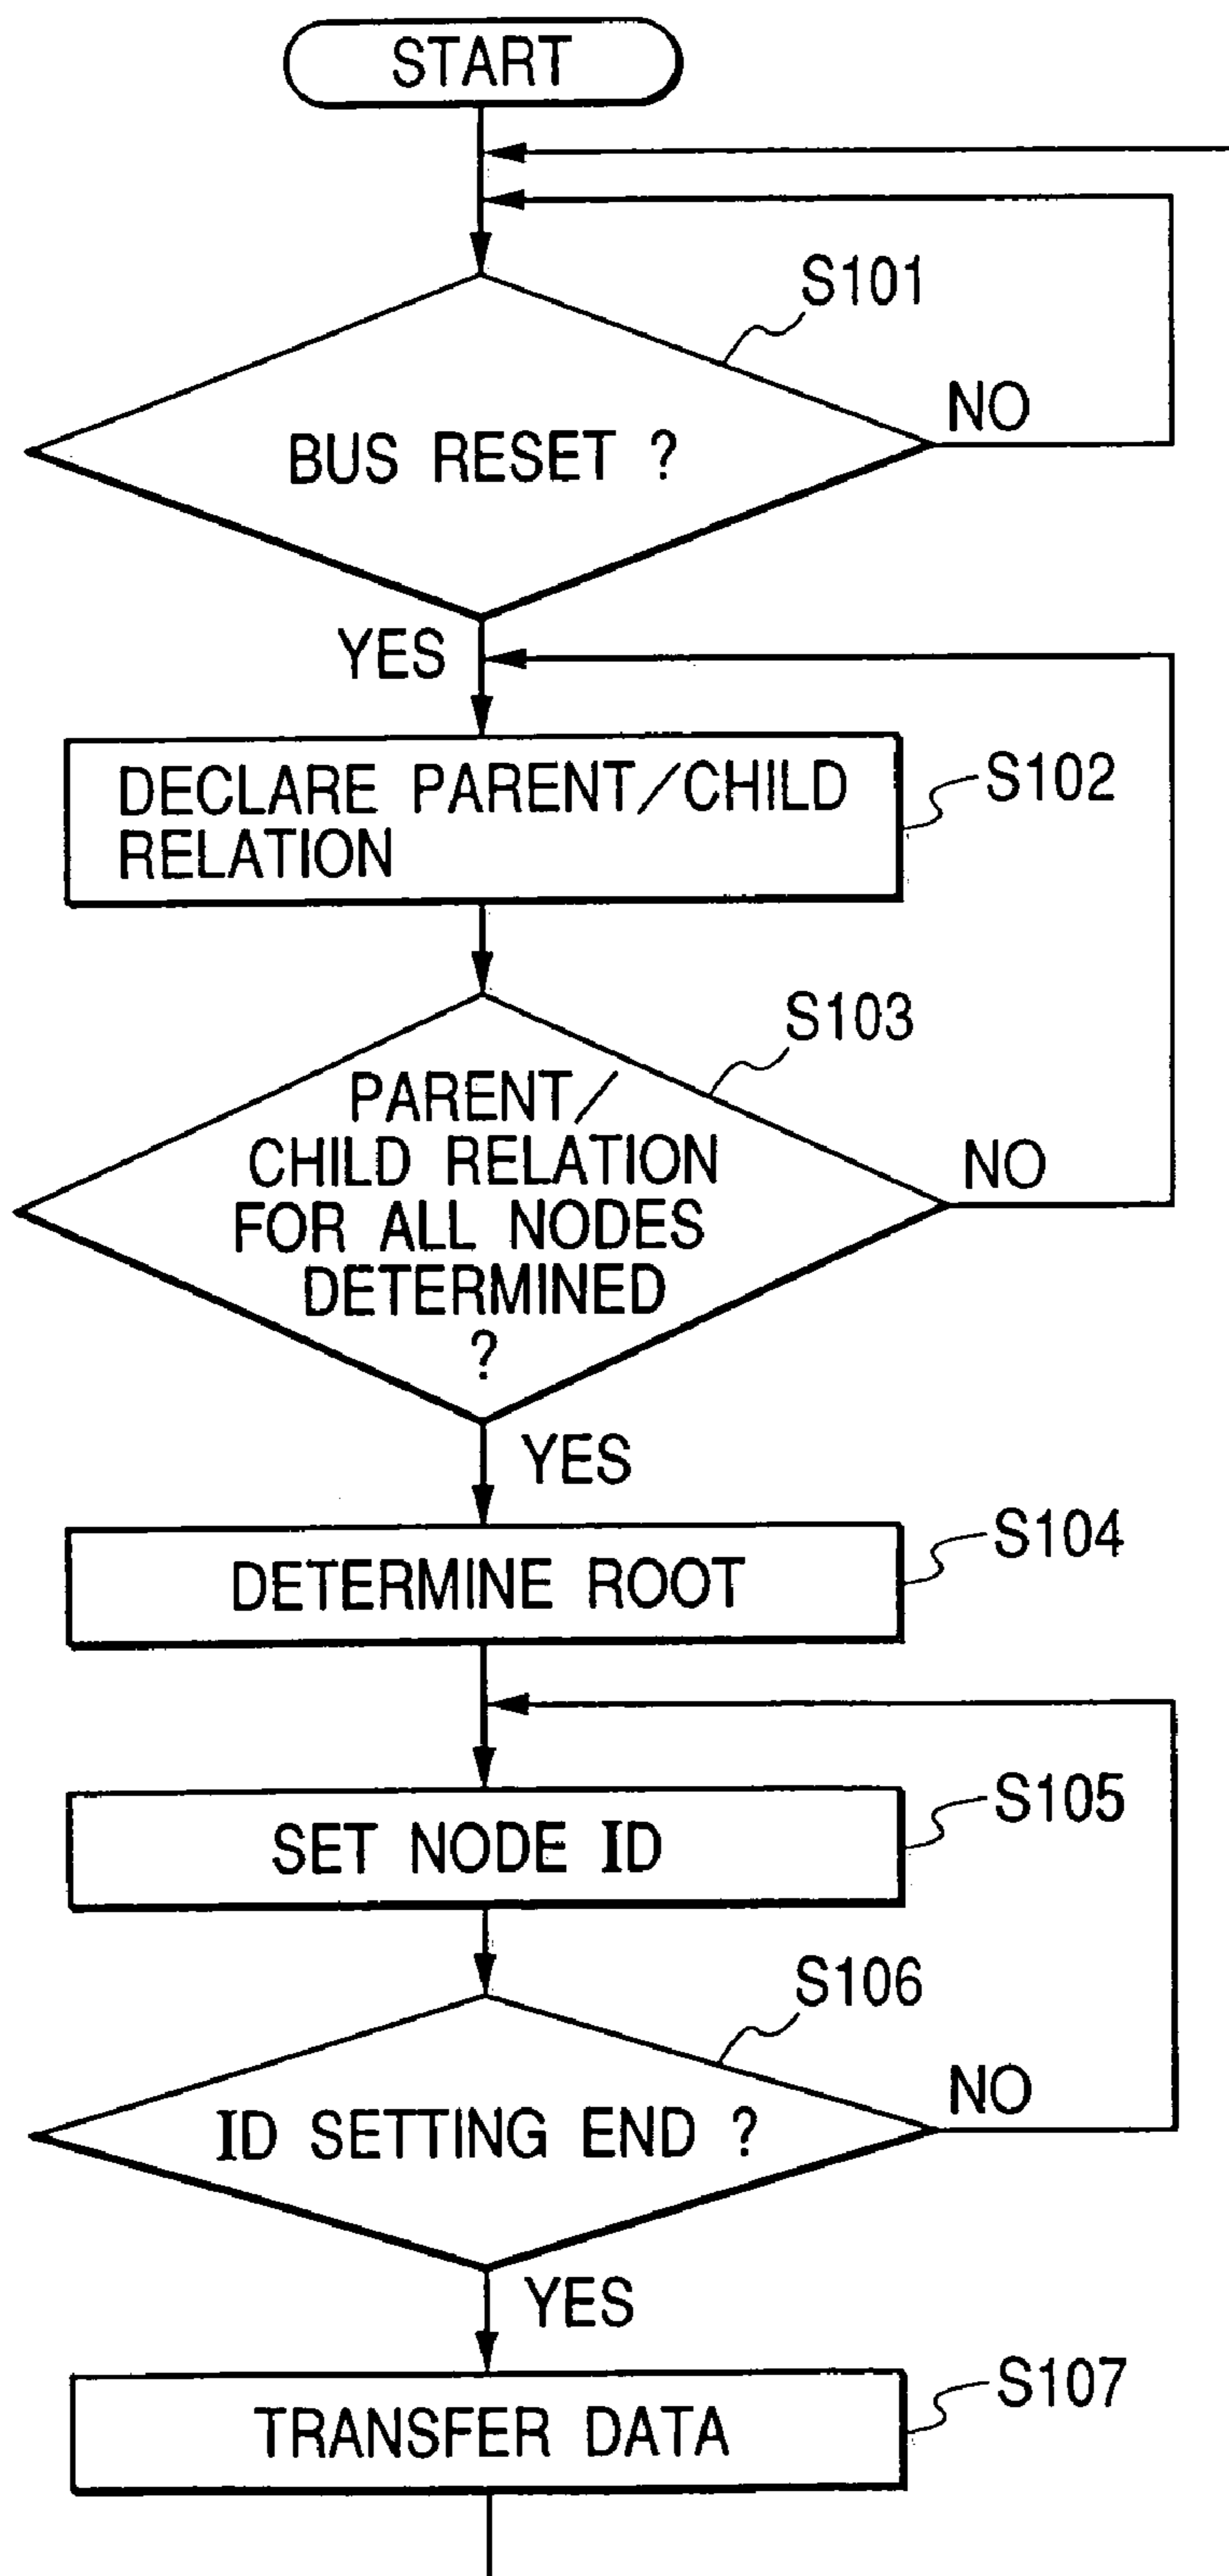 START
S101
BUS RESET ?
NO
YES
DECLARE PARENT/CHILD
RELATION
S102
S103
PARENT/
CHILD RELATION
FOR ALL NODES
DETERMINED
?
NO
YES
DETERMINE ROOT
S104
SET NODE ID
S105
S106
ID SETTING END ?
NO
YES
TRANSFER DATA
S107